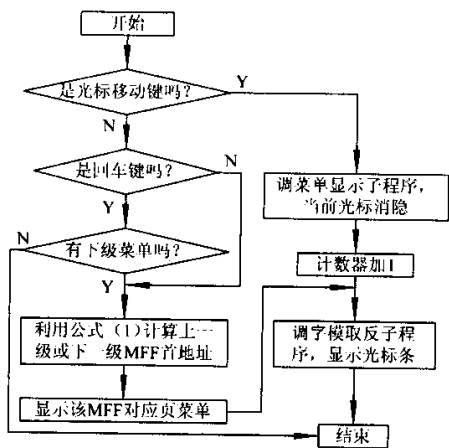 开始
是光标移动键吗?
Y
N
是回车键吗?
N
Y
调菜单显示子程序,
当前光标消隐
有下级菜单吗?
N
Y
计数器加1
利用公式(1)计算上一
级或下一级MFF首地址
调字模取反子程
序,显示光标条
显示该MFF对应页菜单
结束